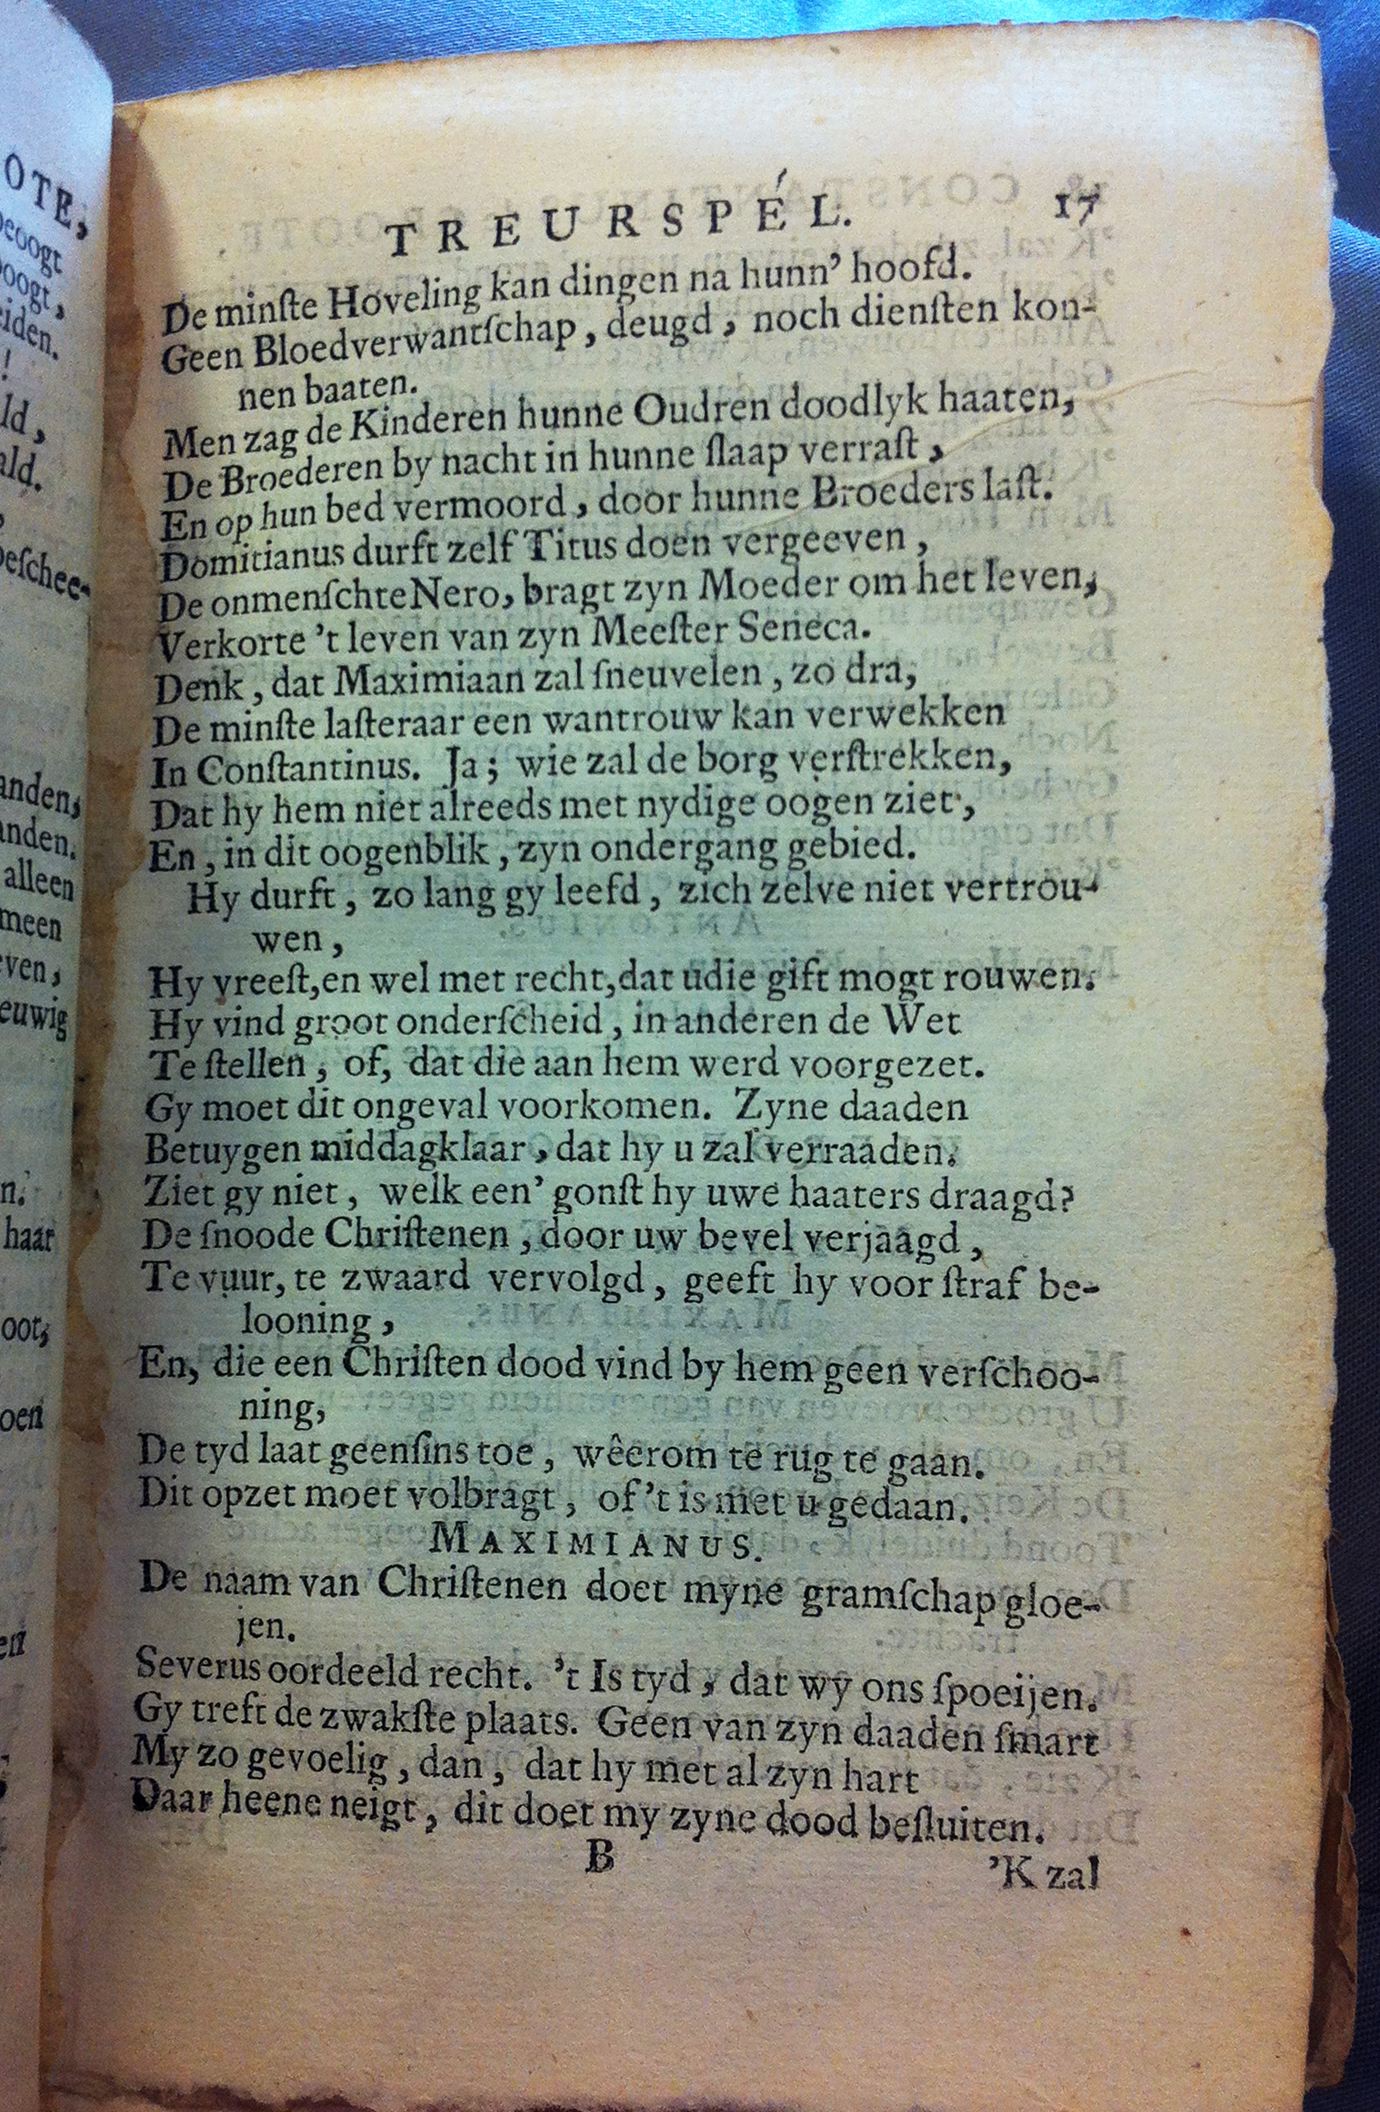 TREURSPÉL. 17
De minſte Hoveling kan dingen na hunn' hoofd.
Geen Bloedverwantſchap, deugd, noch dienſten kon-
nen baaten.
Men zag de Kinderen hunne Oudren doodlyk haaten,
De Broederen by nacht in hunne ſlaap verraſt,
En op hun bed vermoord, door hunne Broeders laſt.
Domitianus durft zelf Titus doen vergeeven,
De onmenſchte Nero, bragt zyn Moeder om het leven,
Verkorte 't leven van zyn Meeſter Seneca.
Denk, dat Maximiaan zal ſneuvelen, zo dra,
De minſte laſteraar een wantrouw kan verwekken
In Conſtantinus. Ja; wie zal de borg verſtrekken,
Dat hy hem niet alreeds met nydige oogen ziet,
En, in dit oogenblik, zyn ondergang gebied.
Hy durft, zo lang gy leefd, zich zelve niet vertrou-
wen,
Hy vreeſt, en wel met recht, dat u die gift mogt rouwen.
Hy vind groot onderſcheid, in anderen de Wet
Te ſtellen, of, dat die aan hem werd voorgezet.
Gy moet dit ongeval voorkomen. Zyne daaden
Betuygen middagklaar, dat hy u zal verraaden.
Ziet gy niet, welk een' gonſt hy uwe haaters draagd?
De ſnoode Chriſtenen, door uw bevel verjaagd,
Te vuur, te zwaard vervolgd, geeft hy voor ſtraf be-
looning,
En, die een Chriſten dood vind by hem geen verſchoo-
ning,
De tyd laat geenſins toe, wêerom te rug te gaan.
Dit opzet moet volbragt, of 't is met u gedaan.
MAXIMIANUS.
De naam van Chriſtenen doet myne gramſchap gloe-
jen.
Severus oordeeld recht. 't Is tyd, dat wy ons ſpoeijen.
Gy treft de zwakſte plaats. Geen van zyn daaden ſmart
My zo gevoelig, dan, dat hy met al zyn hart
Daar heene neigt, dit doet my zyne dood beſluiten.
B
'K zal